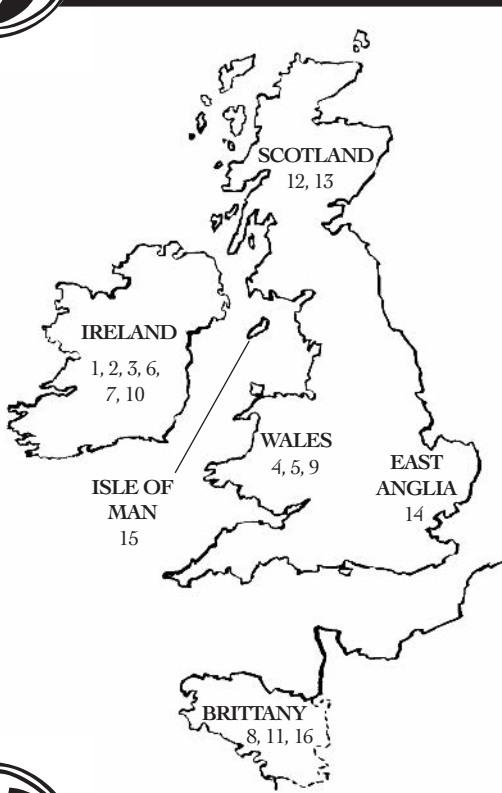 SCOTLAND
12, 13
IRELAND
1, 2, 3, 6,
7, 10
WALES
4, 5, 9
EAST
ANGLIA
14
ISLE OF
MAN
15
BRITTANY
8, 11, 16